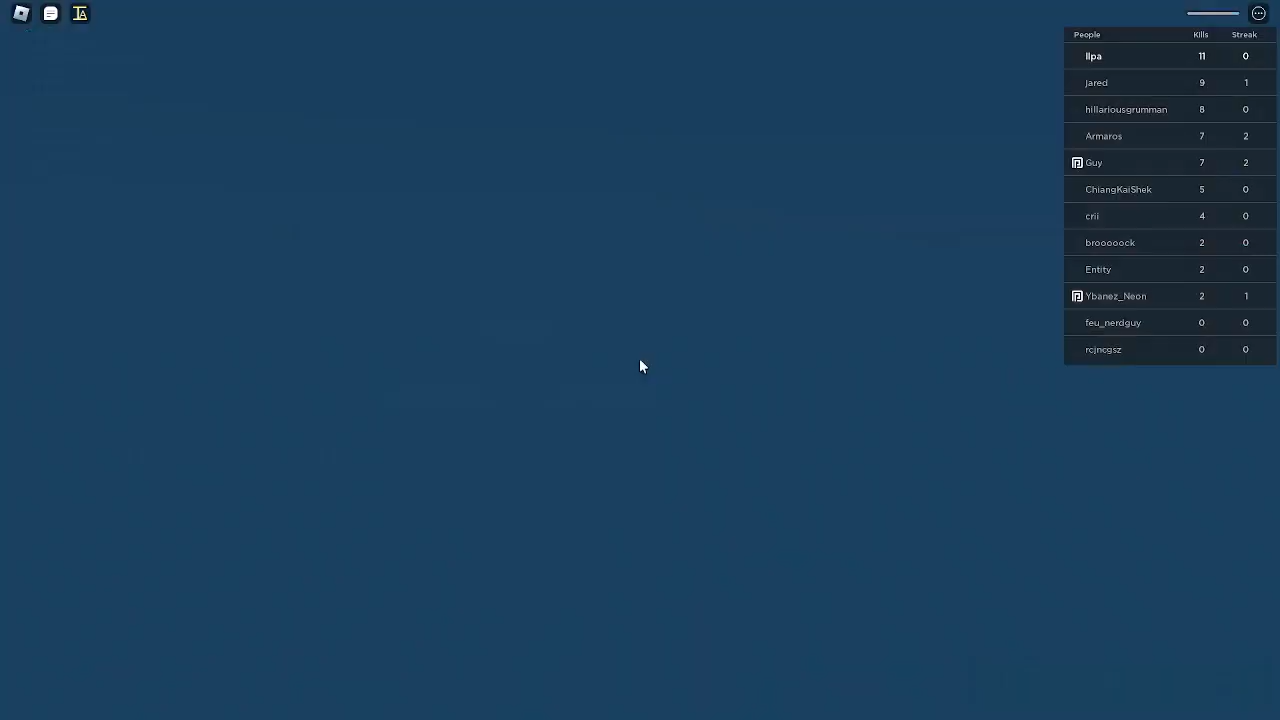 People Kills Streak
Ilpa 11 0
Jared 9 1
hillariousgrumman 8 0
Armaros 7 2
Guy 7 2
ChiangKaiShek 5 0
crii 4 0
brooooock 2 0
Entity 2 0
Ybanez_Neon 2 1
feu_nerdguy 0 0
rcjncgsz 0 0